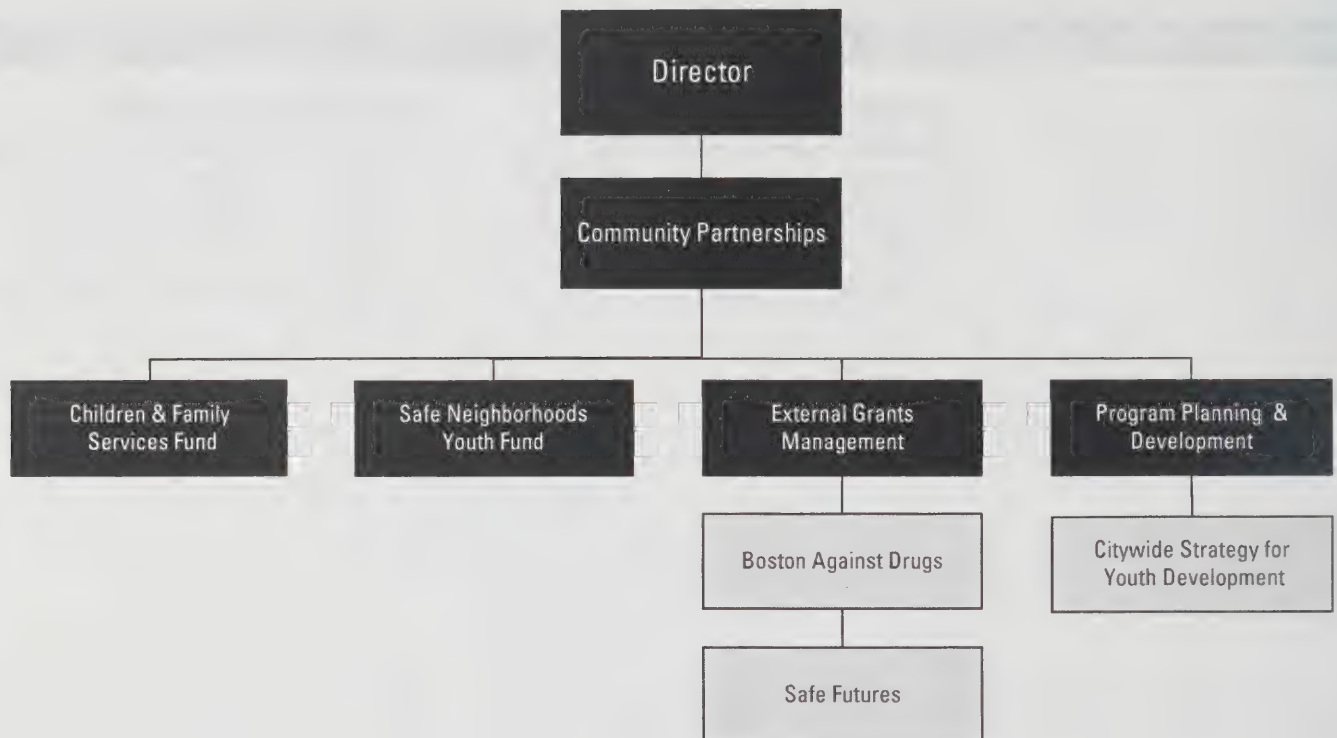 Director
Community Partnerships
Children & Family
Services Fund
Safe Neighborhoods
Youth Fund
External Grants
Management
Program Planning &
Development
Boston Against Drugs
Citywide Strategy for
Youth Development
Safe Futures